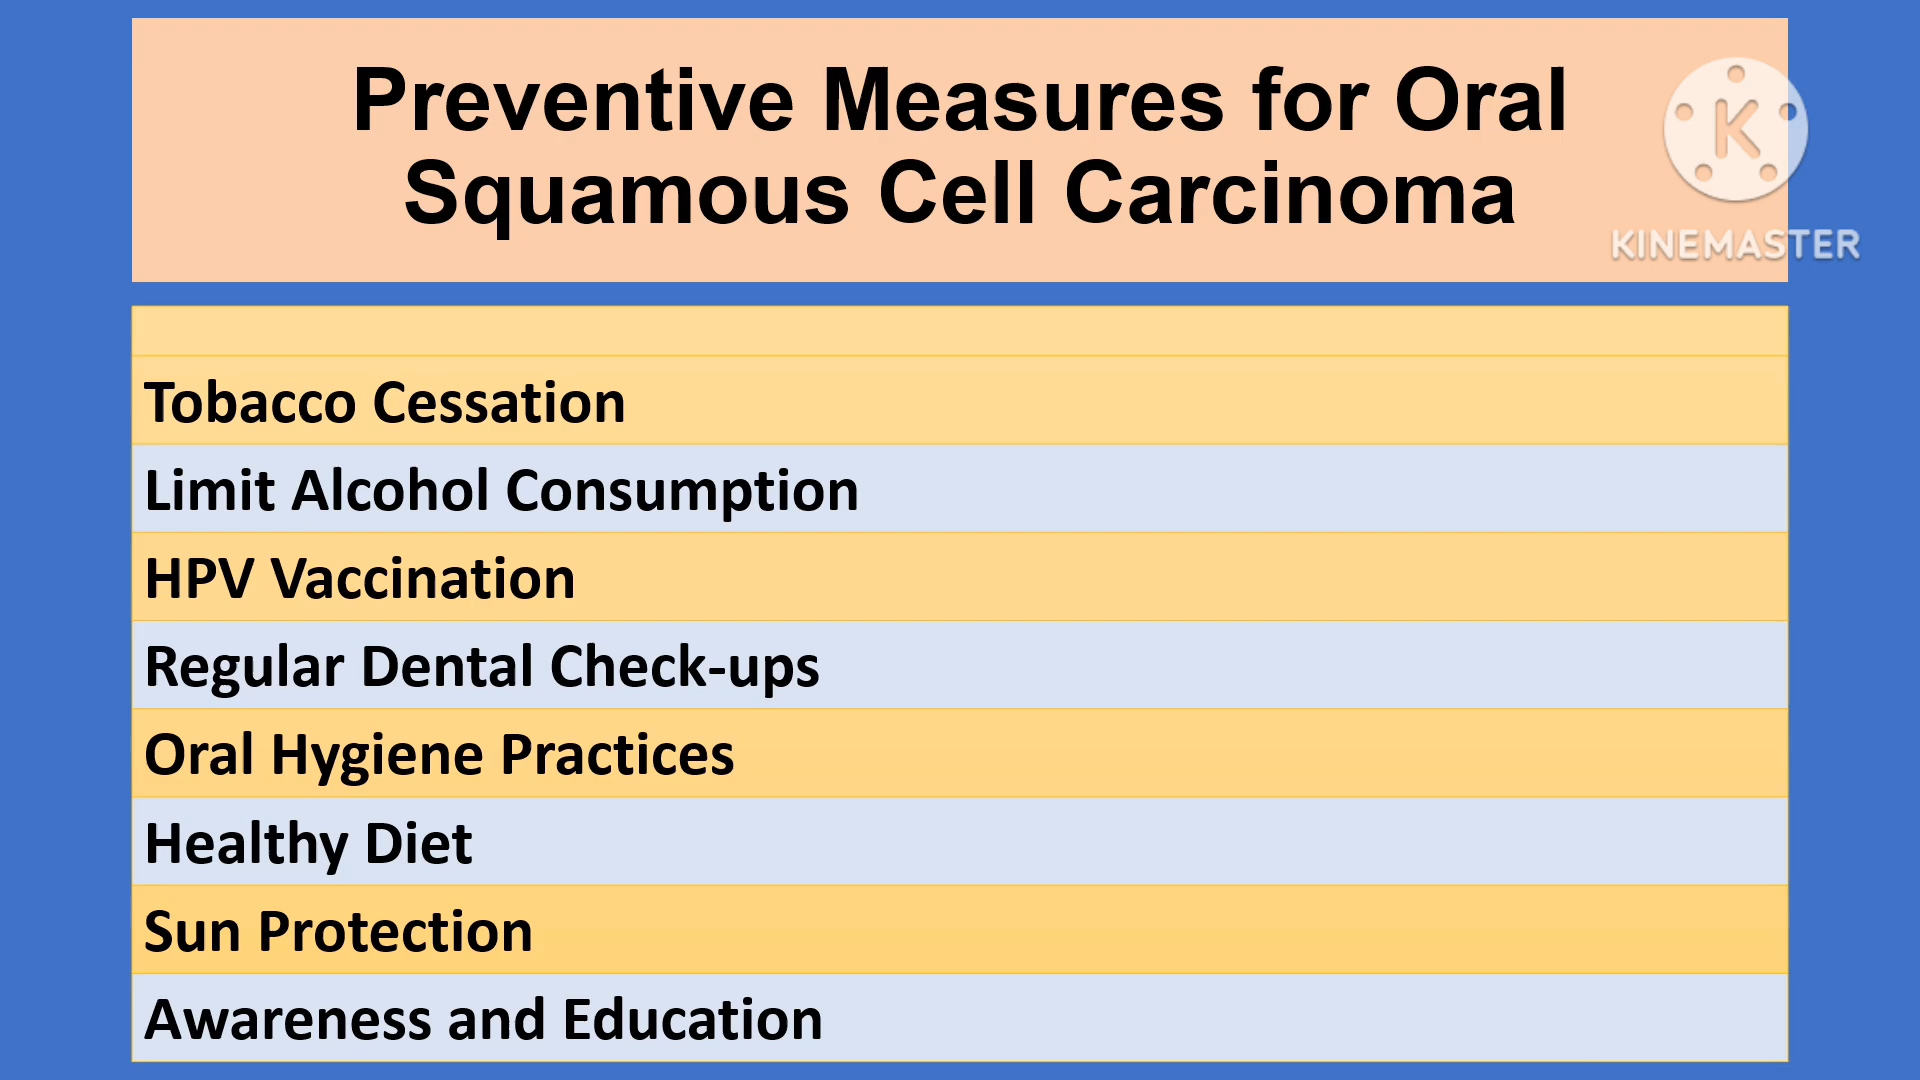 Preventive Measures for Oral
Squamous Cell Carcinoma
K
KINEMASTER
Tobacco Cessation
Limit Alcohol Consumption
HPV Vaccination
Regular Dental Check-ups
Oral Hygiene Practices
Healthy Diet
Sun Protection
Awareness and Education